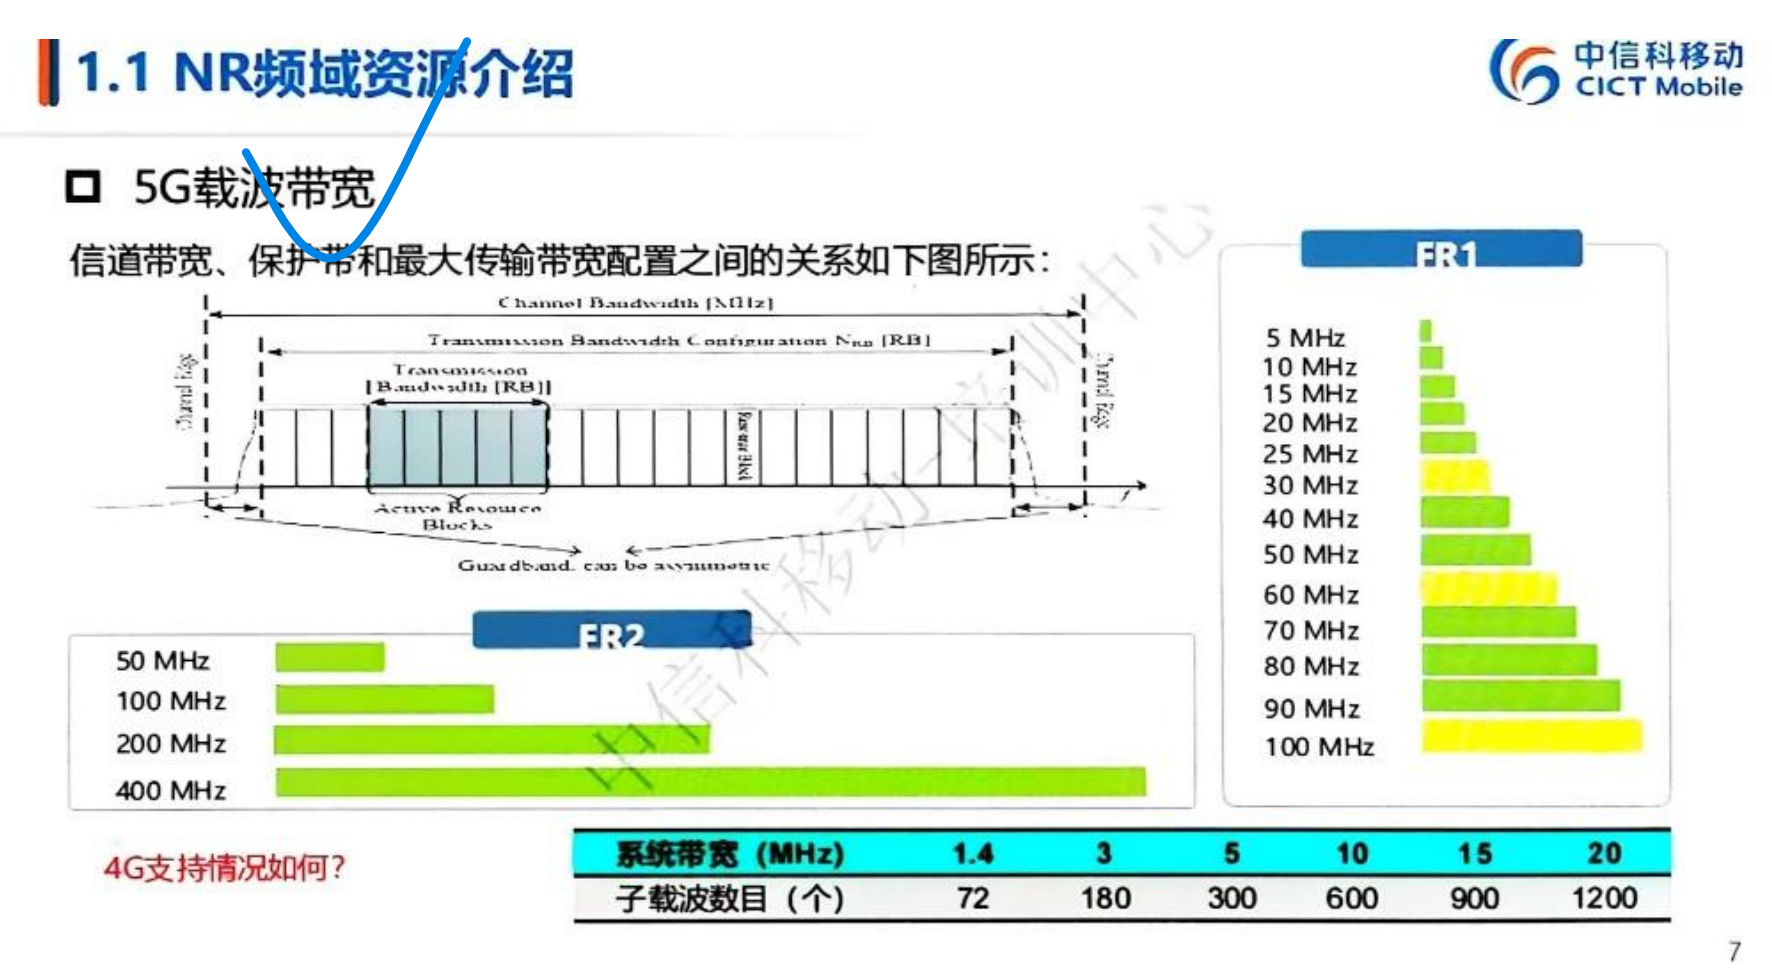 1.1 NR频域资源介绍
中信科移动
CICT Mobile
5G载波带宽
信道带宽、保护带和最大传输带宽配置之间的关系如下图所示：
Channel Bandwidth [MHz]
Transmission Bandwidth Configuration NRB [RB]
Transmission
Bandwidth [RB]
Channel Edge
Resource Block
Channel Edge
Active Resource
Blocks
Guardband, can be asymmetric
FR1
5 MHz
10 MHz
15 MHz
20 MHz
25 MHz
30 MHz
40 MHz
50 MHz
60 MHz
70 MHz
80 MHz
90 MHz
100 MHz
FR2
50 MHz
100 MHz
200 MHz
400 MHz
中信科移动-培训中心
4G支持情况如何？
系统带宽（MHz） 1.4 3 5 10 15 20
子载波数目（个） 72 180 300 600 900 1200
7